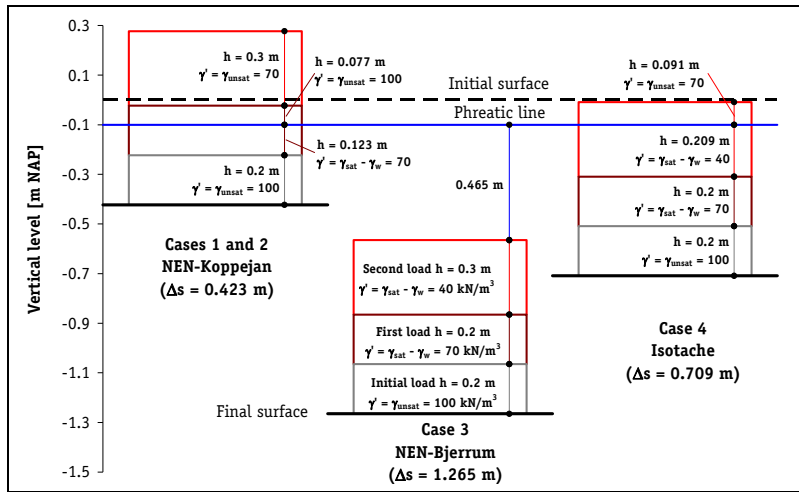 Vertical level [m NAP]
0.3
0.1
-0.1
-0.3
-0.5
-0.7
-0.9
-1.1
-1.3
-1.5
Initial surface
Phreatic line
Final surface
h = 0.3 m
γ' = γunsat = 70
h = 0.077 m
γ' = γunsat = 100
h = 0.123 m
γ' = γsat - γw = 70
h = 0.2 m
γ' = γunsat = 100
Cases 1 and 2
NEN-Koppejan
(Δs = 0.423 m)
0.465 m
Second load h = 0.3 m
γ' = γsat - γw = 40 kN/m³
First load h = 0.2 m
γ' = γsat - γw = 70 kN/m³
Initial load h = 0.2 m
γ' = γunsat = 100 kN/m³
Case 3
NEN-Bjerrum
(Δs = 1.265 m)
h = 0.091 m
γ' = γunsat = 70
h = 0.209 m
γ' = γsat - γw = 40
h = 0.2 m
γ' = γsat - γw = 70
h = 0.2 m
γ' = γunsat = 100
Case 4
Isotache
(Δs = 0.709 m)